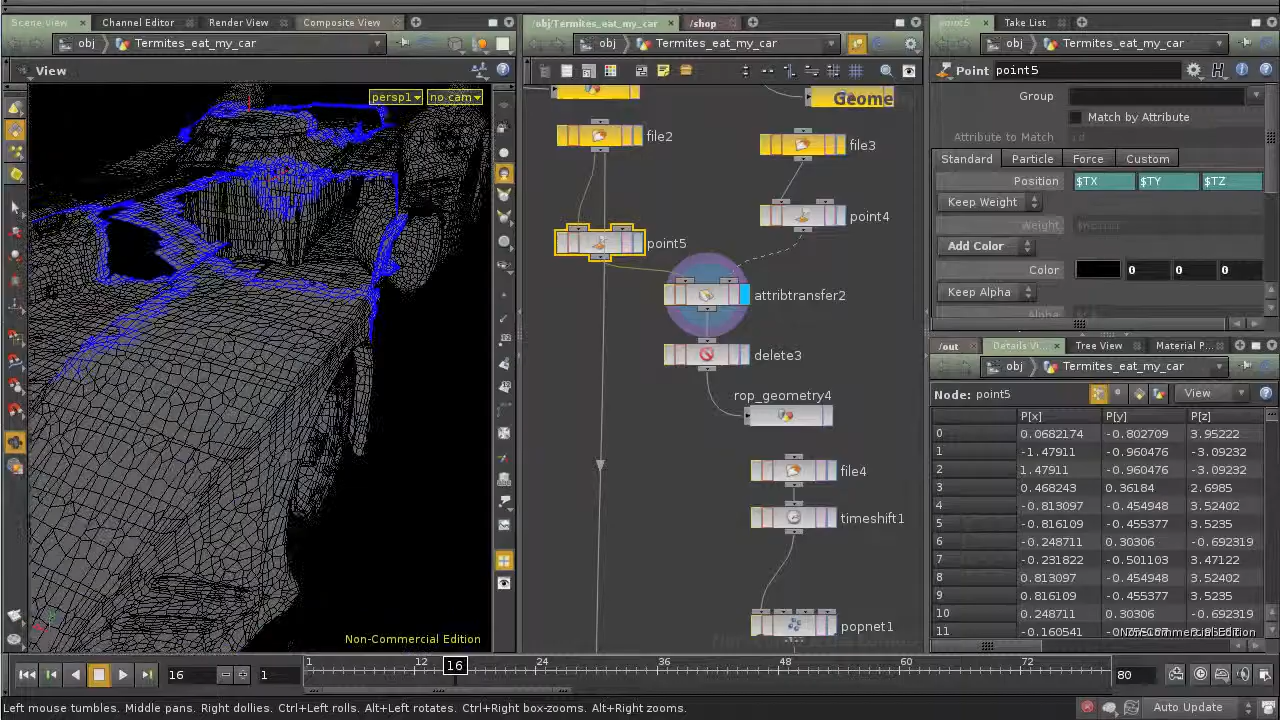 Scene View
Channel Editor
Render View
Composite View
/obj/Termites_eat_my_car
/shop
point5
Take List
obj
Termites_eat_my_car
obj
Termites_eat_my_car
obj
Termites_eat_my_car
View
Point
point5
persp1
no cam
Geome
Group
Match by Attribute
Attribute to Match
id
Standard
Particle
Force
Custom
Position
$TX
$TY
$TZ
Keep Weight
Weight
$WEIGHT
Add Color
Color
0
0
0
Keep Alpha
Alpha
file2
file3
point4
point5
attribtransfer2
delete3
rop_geometry4
file4
timeshift1
popnet1
/out
Details Vi...
Tree View
Material P...
obj
Termites_eat_my_car
Node: point5
View
P[x] P[y] P[z]
0 0.0682174 -0.802709 3.95222
1 -1.47911 -0.960476 -3.09232
2 1.47911 -0.960476 -3.09232
3 0.468243 0.36184 2.6985
4 -0.813097 -0.454948 3.52402
5 -0.816109 -0.455377 3.5235
6 -0.248711 0.30306 -0.692319
7 -0.231822 -0.501103 3.47122
8 0.813097 -0.454948 3.52402
9 0.816109 -0.455377 3.5235
10 0.248711 0.30306 -0.692319
11 -0.160541
Non-Commercial Edition
Non-Commercial Edition
16
1
1
12
16
24
36
48
60
72
80
Left mouse tumbles. Middle pans. Right dollies. Ctrl+Left rolls. Alt+Left rotates. Ctrl+Right box-zooms. Alt+Right zooms.
Auto Update